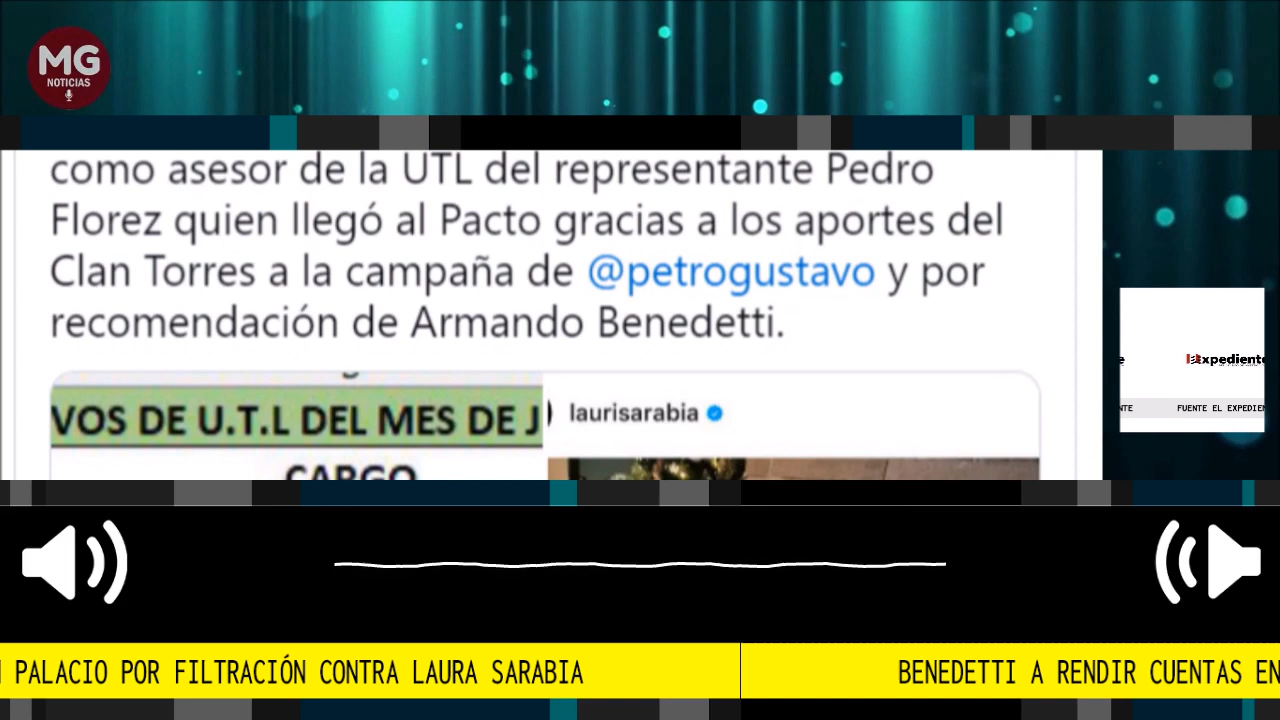 MG
NOTICIAS
como asesor de la UTL del representante Pedro
Florez quien llegó al Pacto gracias a los aportes del
Clan Torres a la campaña de @petrogustavo y por
recomendación de Armando Benedetti.
VOS DE U.T.L DEL MES DE J
CARGO
laurisarabia
Expediente
NTE FUENTE EL EXPEDIEN
PALACIO POR FILTRACIÓN CONTRA LAURA SARABIA
BENEDETTI A RENDIR CUENTAS EN